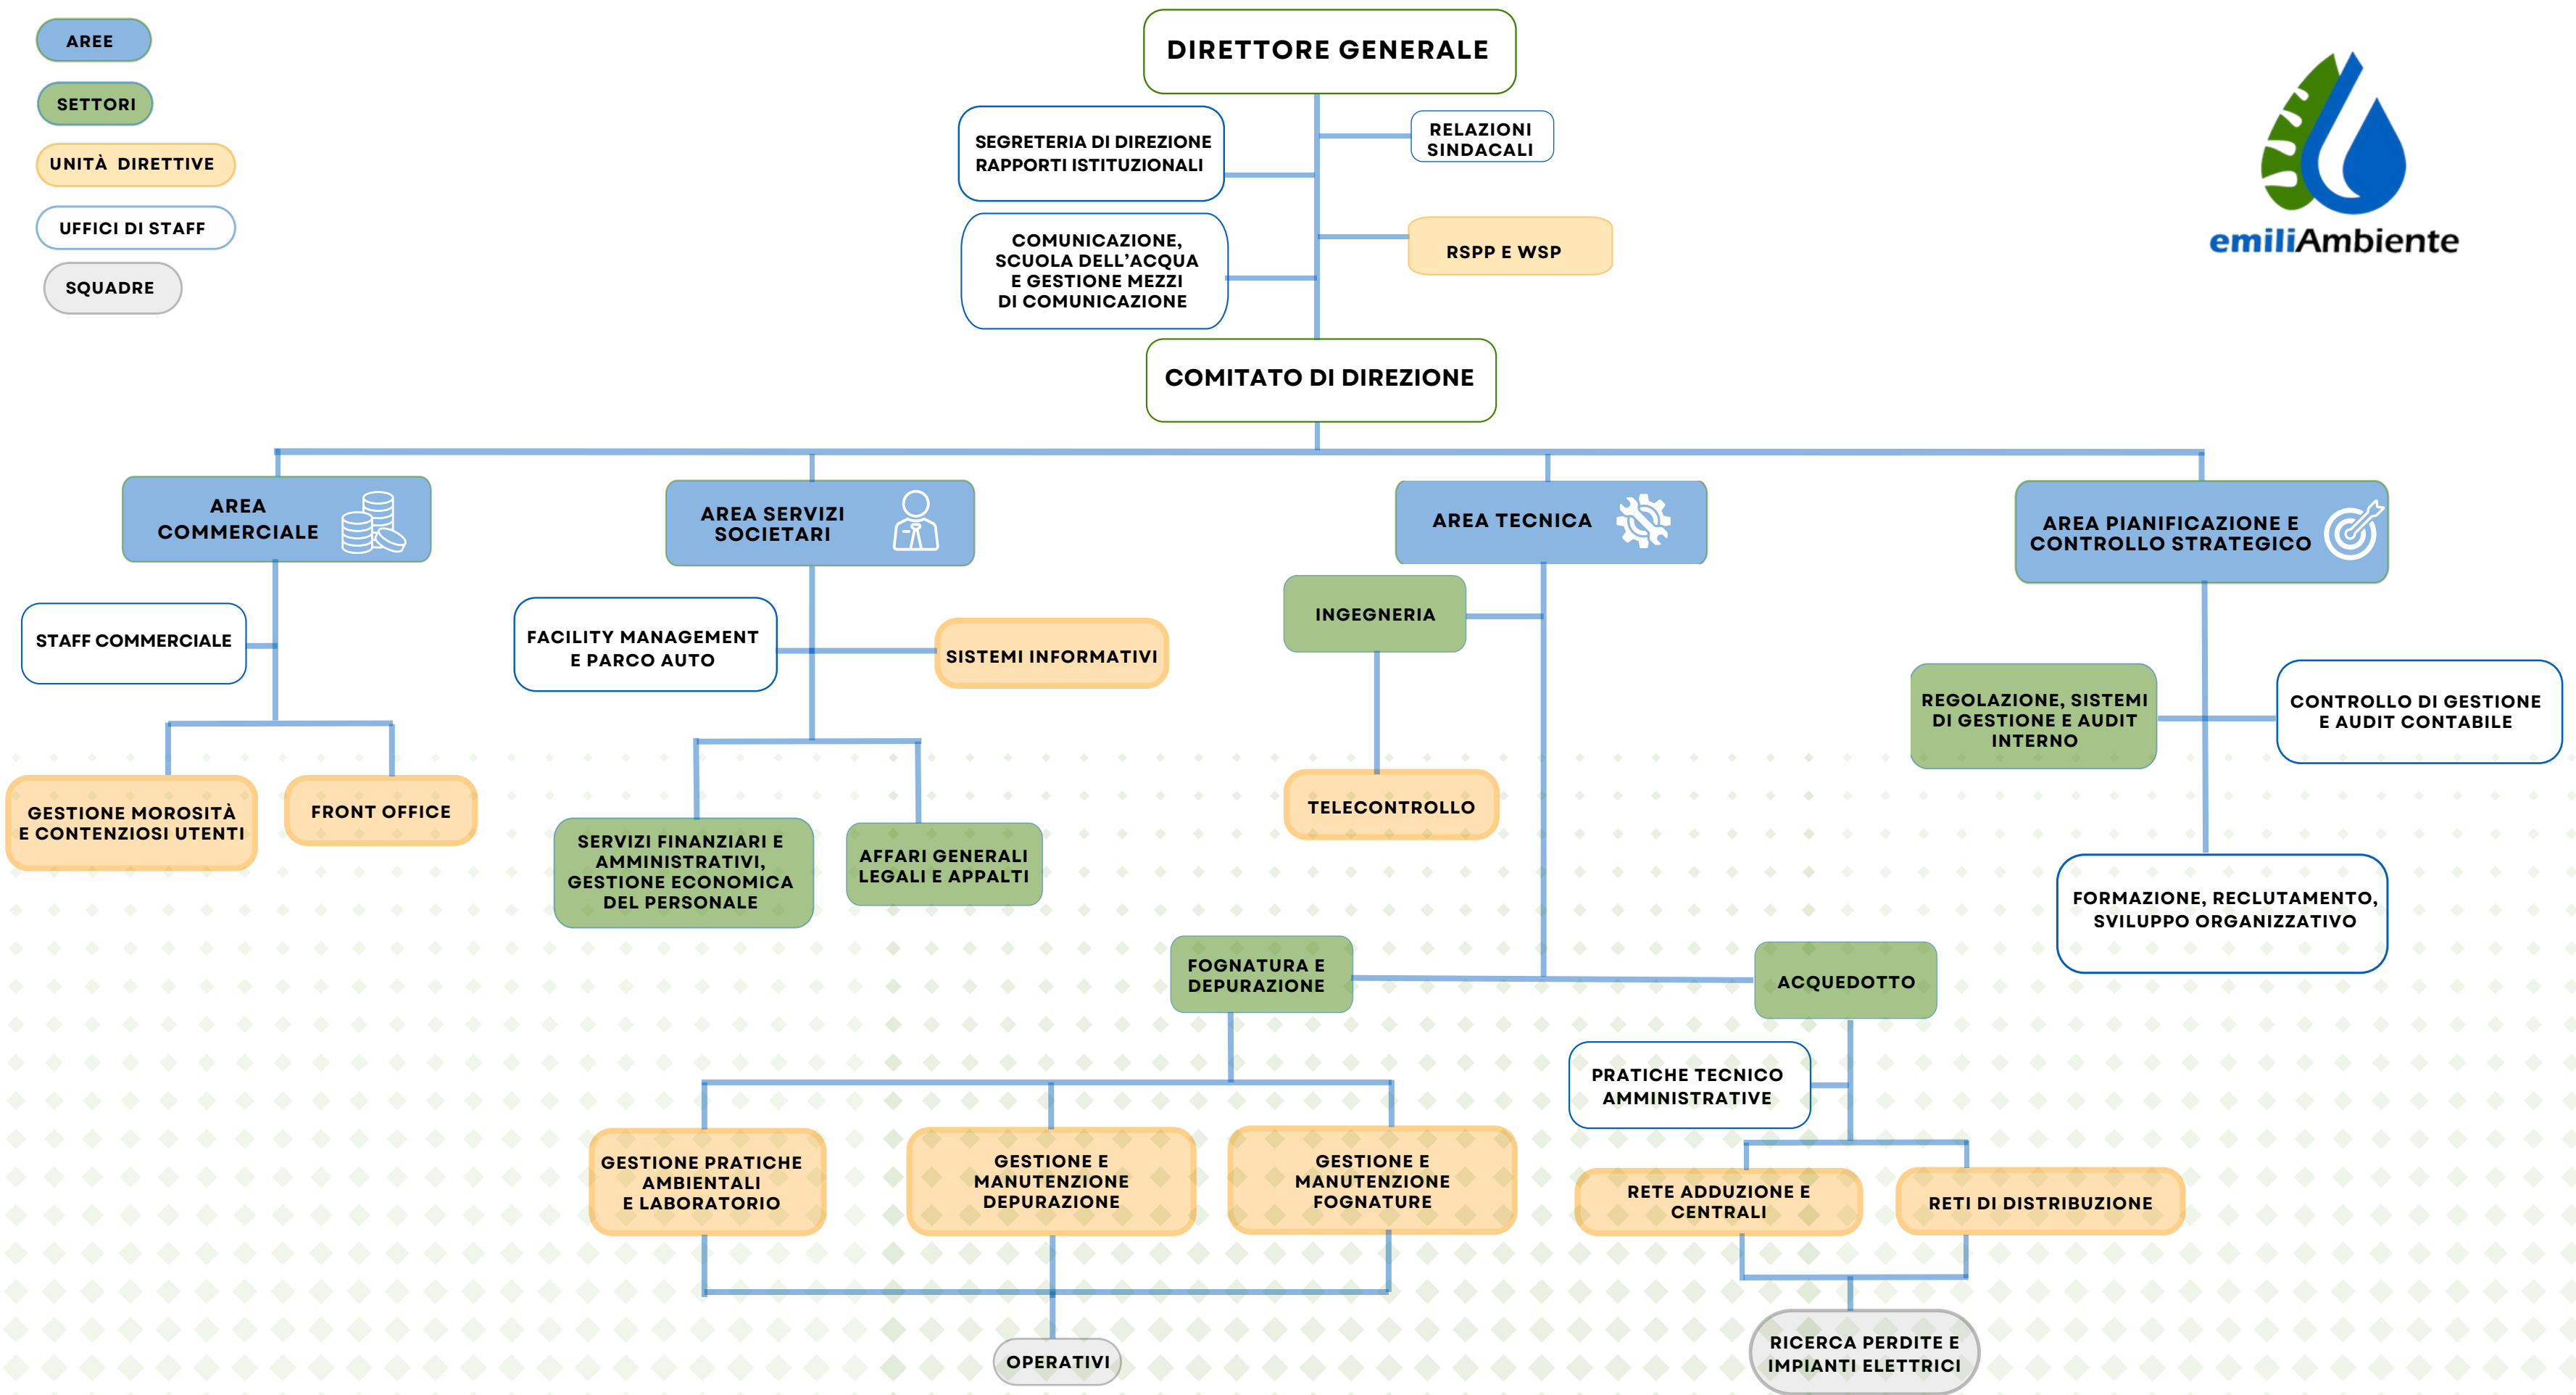 AREE
SETTORI
UNITÀ DIRETTIVE
UFFICI DI STAFF
SQUADRE
DIRETTORE GENERALE
SEGRETERIA DI DIREZIONE
RAPPORTI ISTITUZIONALI
RELAZIONI
SINDACALI
COMUNICAZIONE,
SCUOLA DELL'ACQUA
E GESTIONE MEZZI
DI COMUNICAZIONE
RSPP E WSP
emiliAmbiente
COMITATO DI DIREZIONE
AREA
COMMERCIALE
AREA SERVIZI
SOCIETARI
AREA TECNICA
AREA PIANIFICAZIONE E
CONTROLLO STRATEGICO
STAFF COMMERCIALE
FACILITY MANAGEMENT
E PARCO AUTO
SISTEMI INFORMATIVI
INGEGNERIA
REGOLAZIONE, SISTEMI
DI GESTIONE E AUDIT
INTERNO
CONTROLLO DI GESTIONE
E AUDIT CONTABILE
GESTIONE MOROSITÀ
E CONTENZIOSI UTENTI
FRONT OFFICE
SERVIZI FINANZIARI E
AMMINISTRATIVI,
GESTIONE ECONOMICA
DEL PERSONALE
AFFARI GENERALI
LEGALI E APPALTI
TELECONTROLLO
FORMAZIONE, RECLUTAMENTO,
SVILUPPO ORGANIZZATIVO
FOGNATURA E
DEPURAZIONE
ACQUEDOTTO
PRATICHE TECNICO
AMMINISTRATIVE
GESTIONE PRATICHE
AMBIENTALI
E LABORATORIO
GESTIONE E
MANUTENZIONE
DEPURAZIONE
GESTIONE E
MANUTENZIONE
FOGNATURE
RETE ADDUZIONE E
CENTRALI
RETI DI DISTRIBUZIONE
OPERATIVI
RICERCA PERDITE E
IMPIANTI ELETTRICI